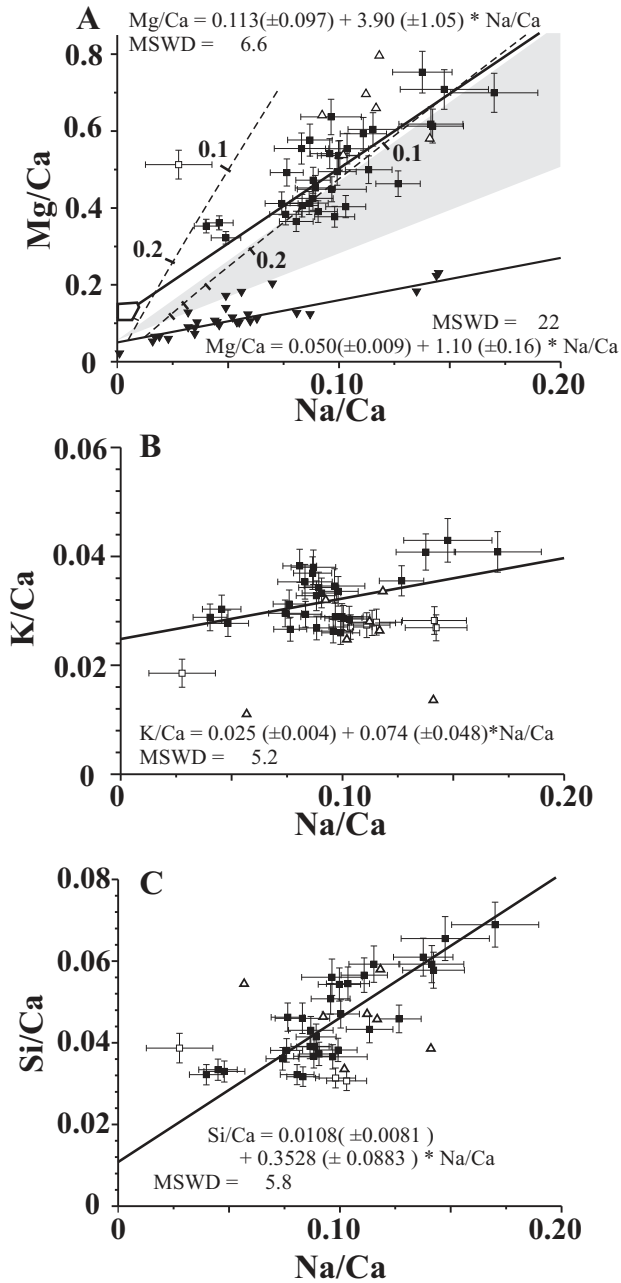 A
Mg/Ca = 0.113(±0.097) + 3.90 (±1.05) * Na/Ca
MSWD = 6.6
0.8
0.6
0.4
0.2
0
Mg/Ca
0.1
0.2
0.1
0.2
MSWD = 22
Mg/Ca = 0.050(±0.009) + 1.10 (±0.16) * Na/Ca
0 0.10 0.20
Na/Ca
B
0.06
0.04
0.02
0
K/Ca
K/Ca = 0.025 (±0.004) + 0.074 (±0.048)*Na/Ca
MSWD = 5.2
0 0.10 0.20
Na/Ca
C
0.08
0.06
0.04
0.02
0
Si/Ca
Si/Ca = 0.0108( ±0.0081 )
+ 0.3528 (± 0.0883 ) * Na/Ca
MSWD = 5.8
0 0.10 0.20
Na/Ca